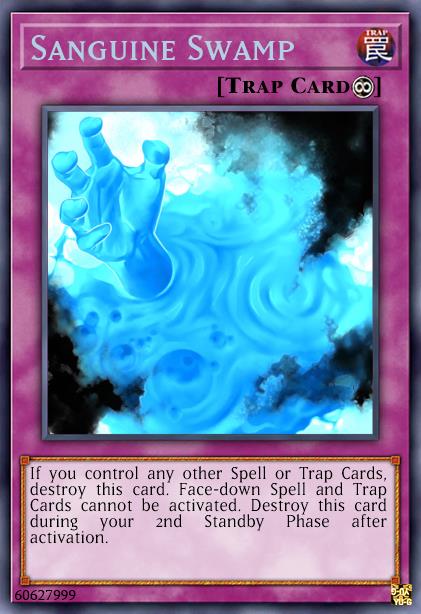 Sanguine Swamp
TRAP
罠
[Trap Card]
If you control any other Spell or Trap Cards,
destroy this card. Face-down Spell and Trap
Cards cannot be activated. Destroy this card
during your 2nd Standby Phase after
activation.
60627999